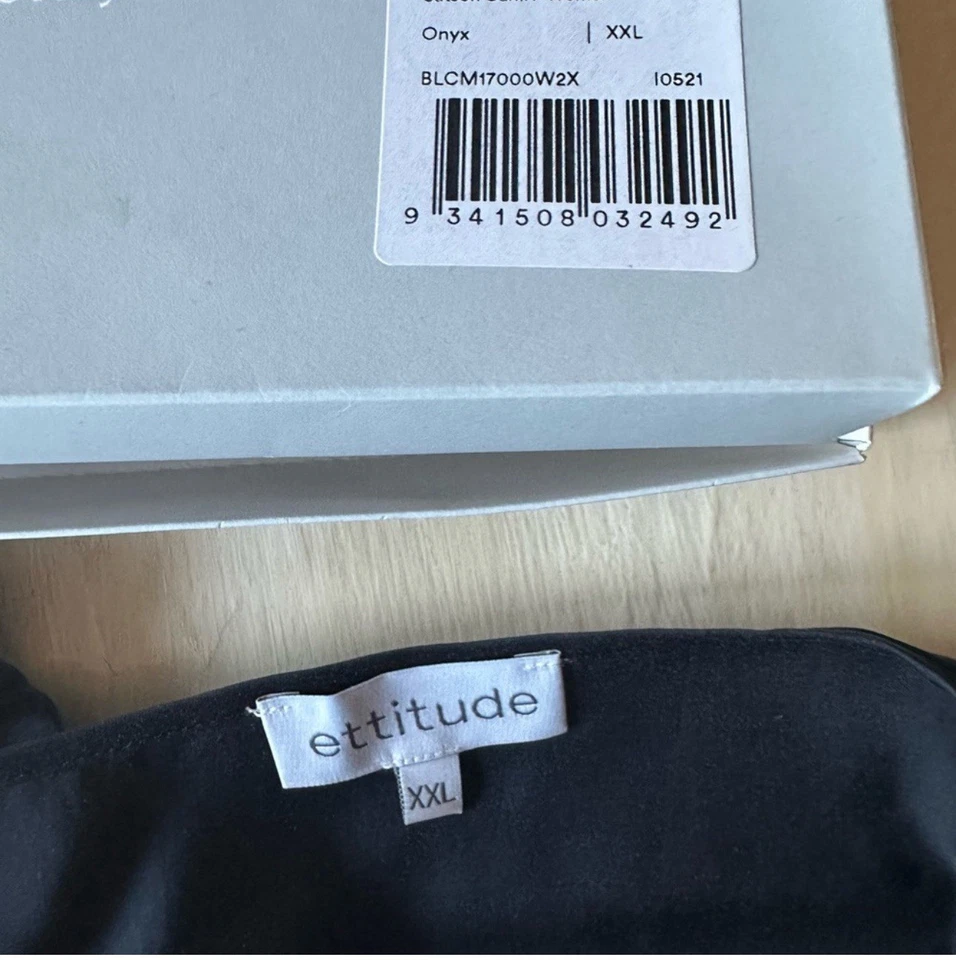 Onyx | XXL
BLCM17000W2X I0521
9 341508 032492
ettitude
XXL